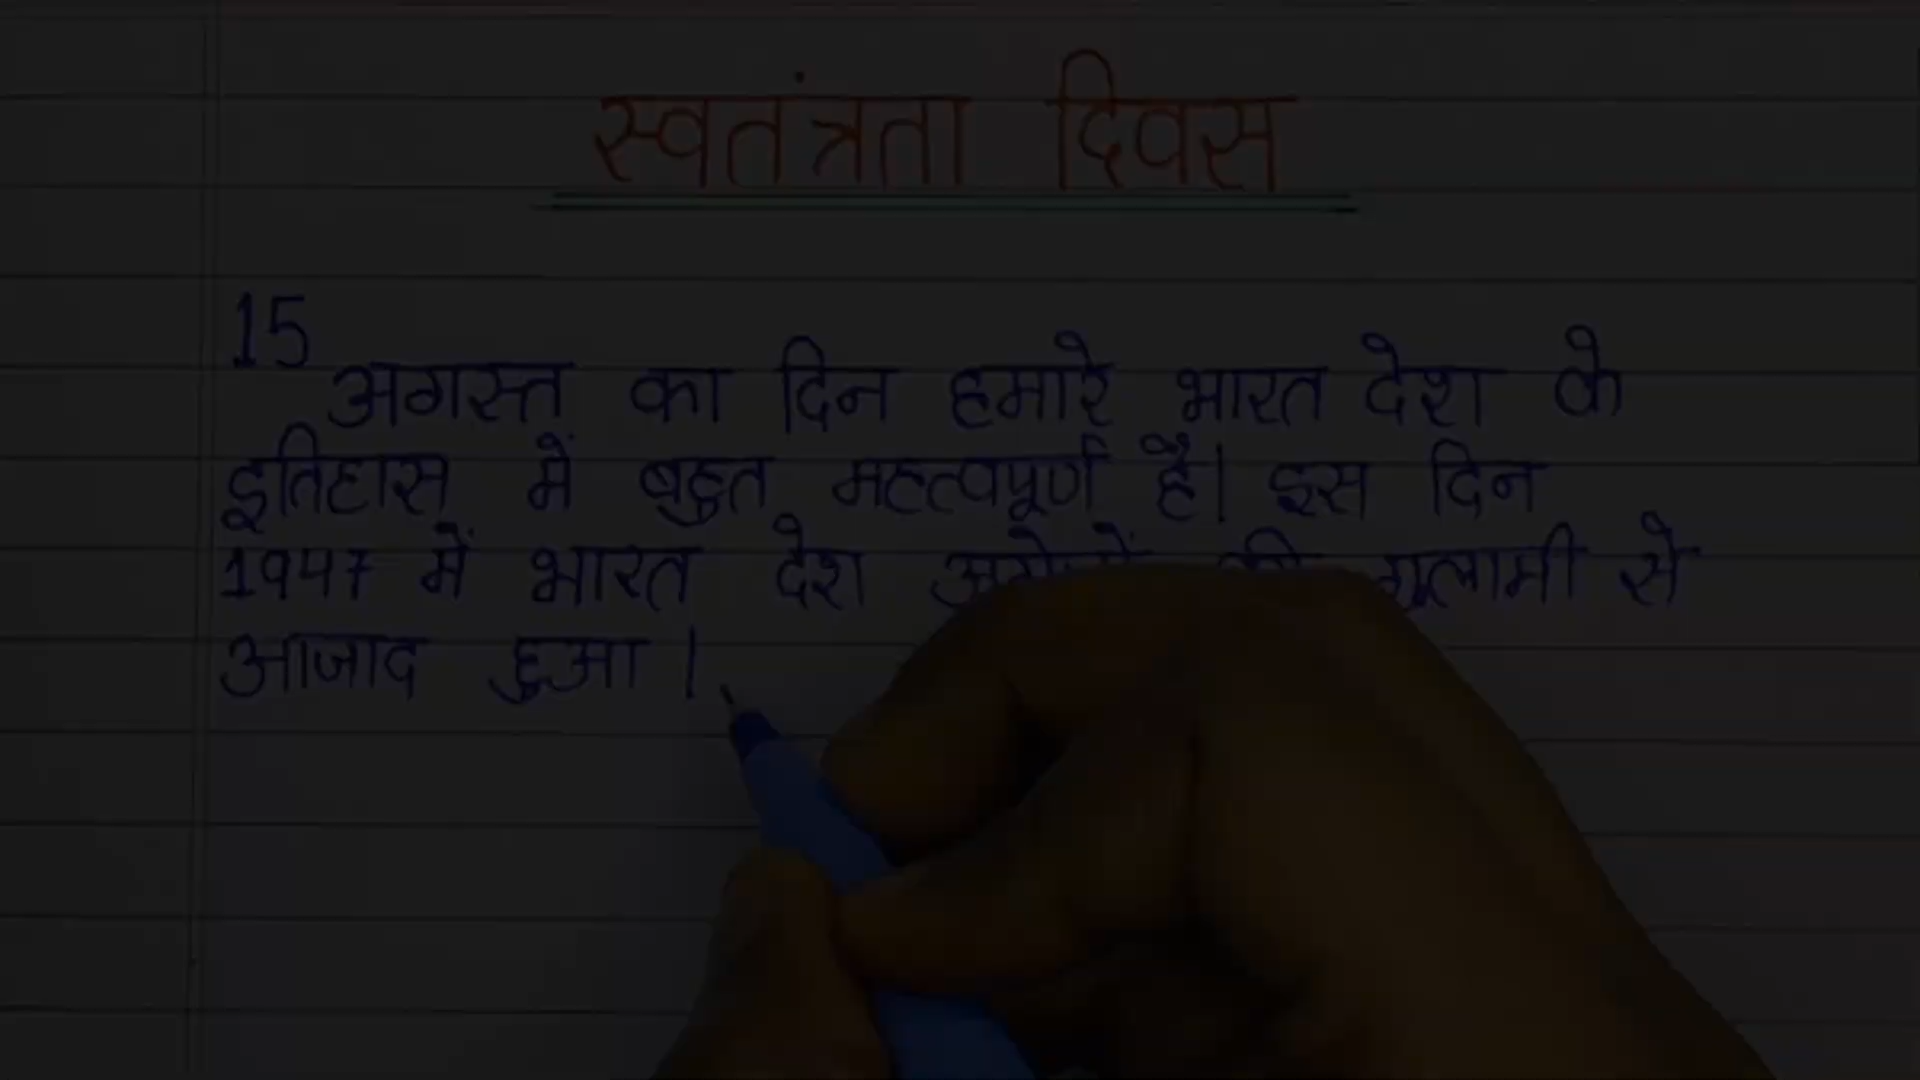 स्वतंत्रता दिवस
15
अगस्त का दिन हमारे भारत देश के
इतिहास में बहुत महत्वपूर्ण है। इस दिन
1947 में भारत देश की गुलामी से
आजाद हुआ।